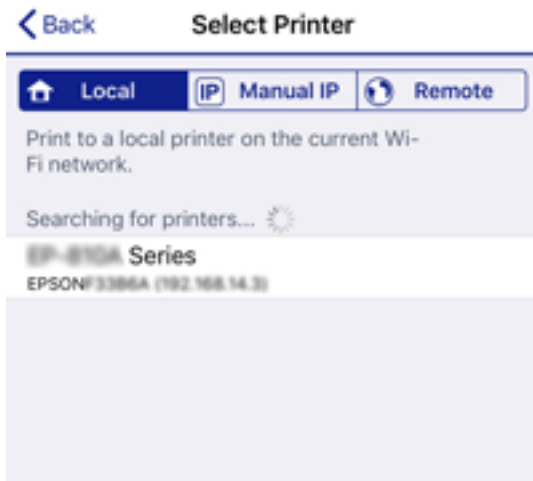 Back
Select Printer
Local
IP Manual IP
Remote
Print to a local printer on the current Wi-
Fi network.
Searching for printers...
Series
EPSON